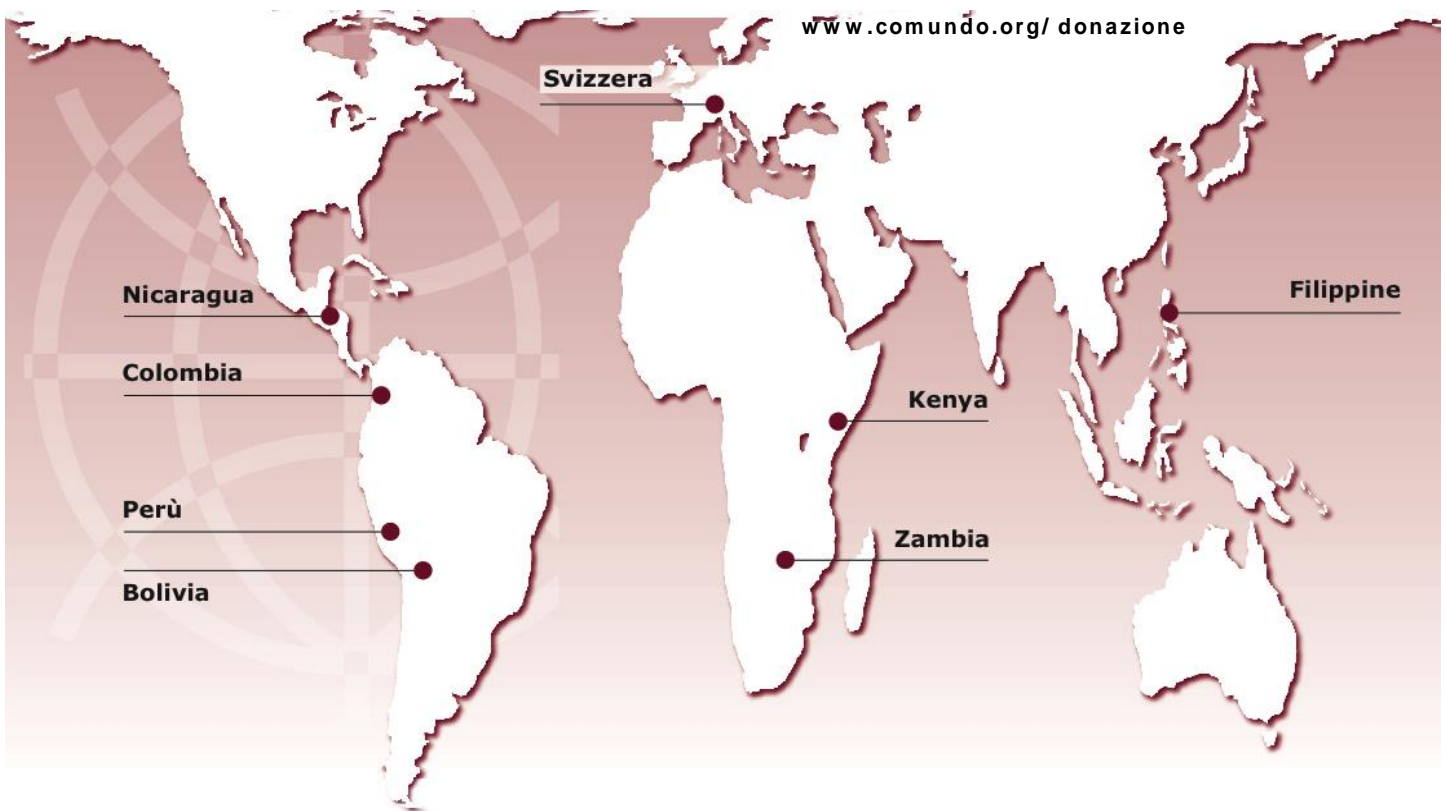 www.comundo.org/ donazione
Svizzera
Nicaragua
Filippine
Colombia
Kenya
Perù
Zambia
Bolivia